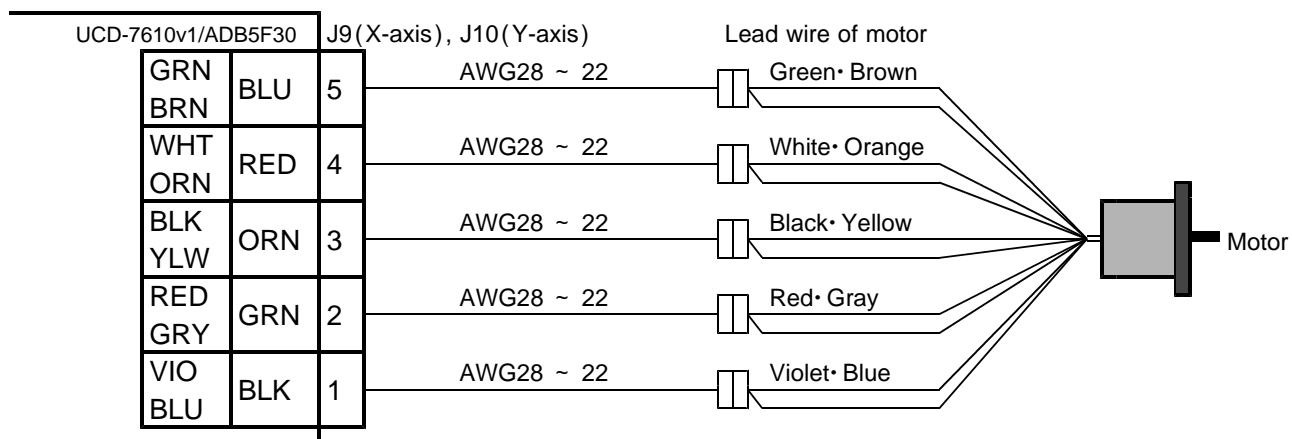 UCD-7610v1/ADB5F30 J9(X-axis), J10(Y-axis) Lead wire of motor
GRN BRN BLU 5 AWG28 ~ 22 Green・Brown
WHT ORN RED 4 AWG28 ~ 22 White・Orange
BLK YLW ORN 3 AWG28 ~ 22 Black・Yellow
Motor
RED GRY GRN 2 AWG28 ~ 22 Red・Gray
VIO BLU BLK 1 AWG28 ~ 22 Violet・Blue